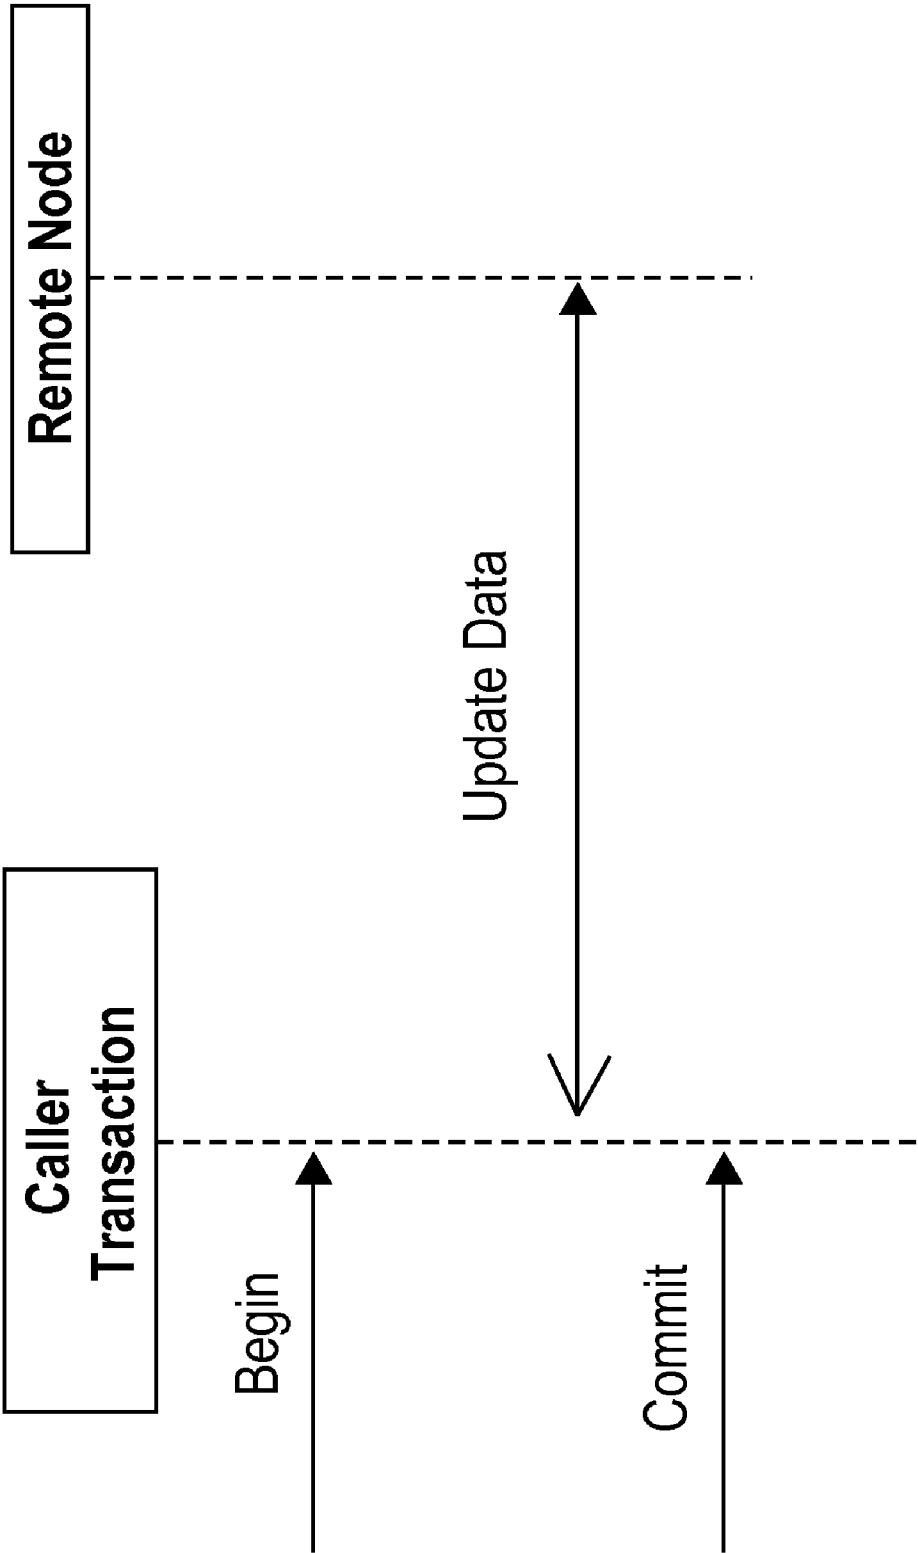 Caller
Transaction
Remote Node
Begin
Update Data
Commit